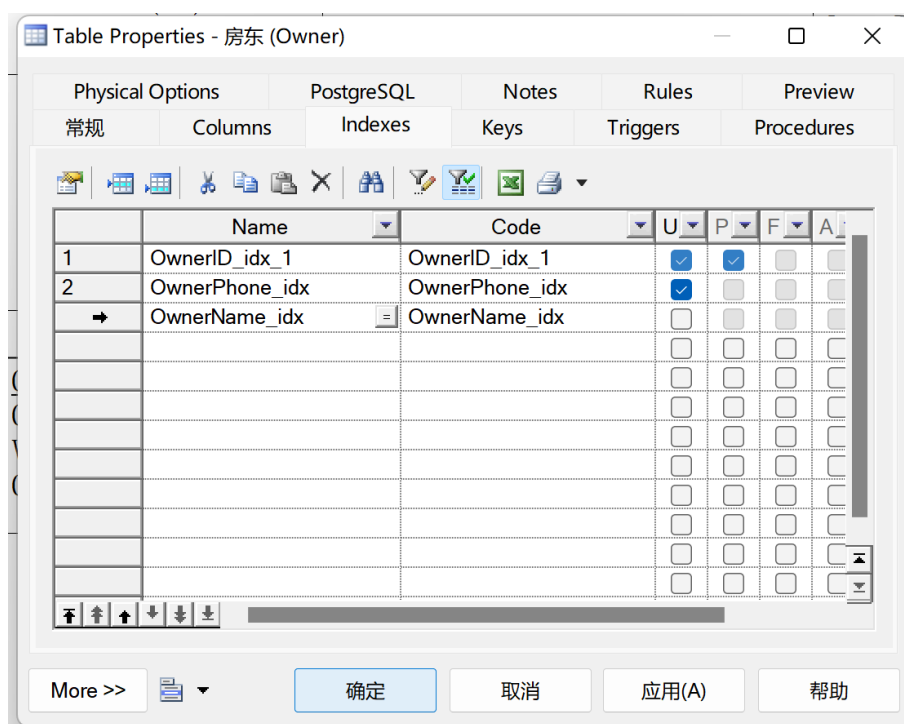 Table Properties - 房东 (Owner)
Physical Options PostgreSQL Notes Rules Preview
常规 Columns Indexes Keys Triggers Procedures
Name Code U P F A
1 OwnerID_idx_1 OwnerID_idx_1
2 OwnerPhone_idx OwnerPhone_idx
OwnerName_idx = OwnerName_idx
More >> 确定 取消 应用(A) 帮助